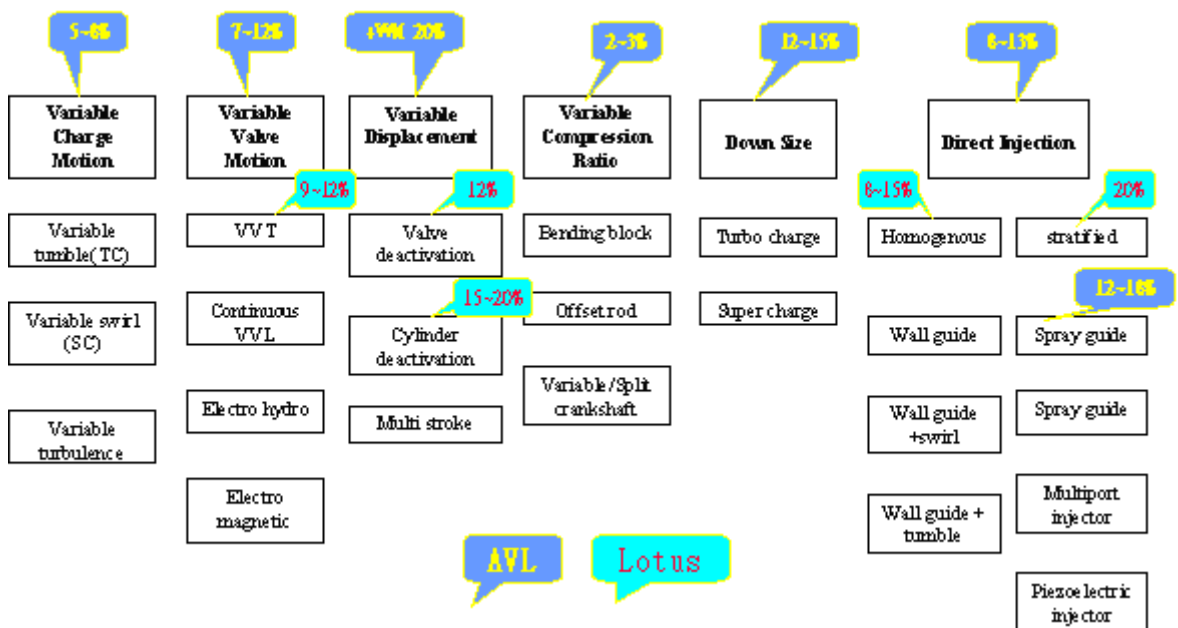 5~8%
7~12%
+VVM 20%
2~3%
12~15%
8~13%
Variable
Charge
Motion
Variable
Valve
Motion
Variable
Displacement
Variable
Compression
Ratio
Down Size
Direct Injection
9~12%
12%
8~15%
20%
Variable
tumble(TC)
VVT
Valve
deactivation
Bending block
Turbo charge
Homogenous
stratified
15~20%
12~18%
Variable swirl
(SC)
Continuous
VVL
Cylinder
deactivation
Offset rod
Super charge
Wall guide
Spray guide
Variable
turbulence
Electro hydro
Multi stroke
Variable/Split
crankshaft
Wall guide
+swirl
Spray guide
Electro
magnetic
Wall guide +
tumble
Multiport
injector
AVL
Lotus
Piezoelectric
injector